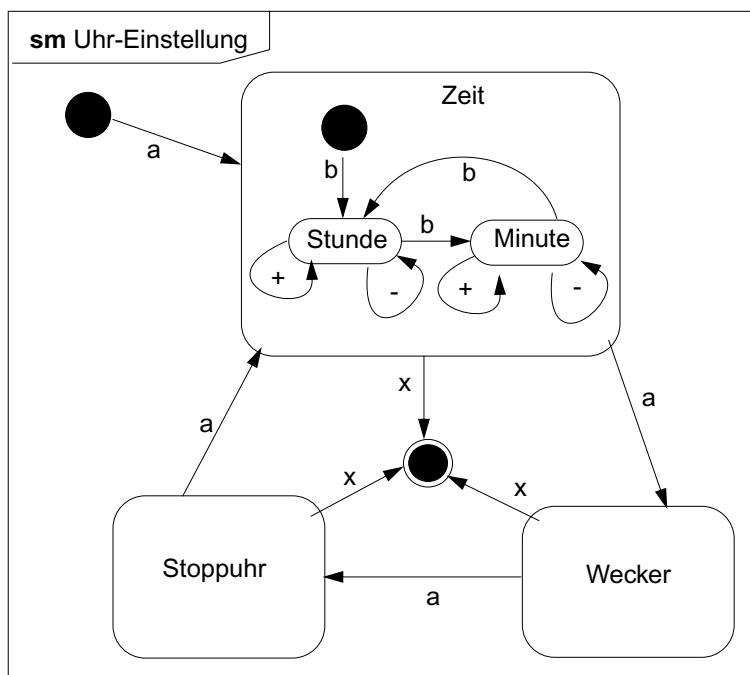 sm Uhr-Einstellung
Zeit
a
b
b
Stunde
b
Minute
+
-
+
-
x
a
a
x
x
Stoppuhr
Wecker
a